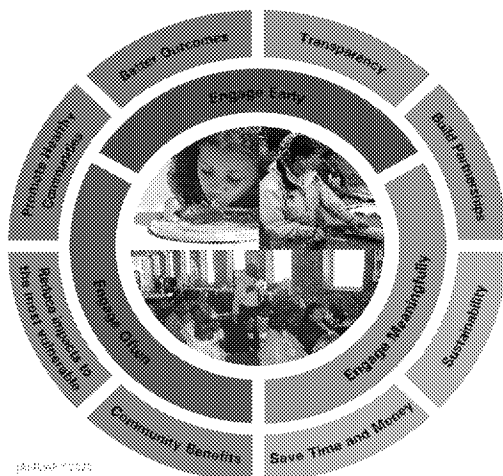 Better Outcomes
Transparency
Build Partnerships
Sustainability
Save Time and Money
Community Benefits
Reduce impacts to
the most vulnerable
Promote Healthy
Communities
Engage Early
Engage Meaningfully
Engage Often